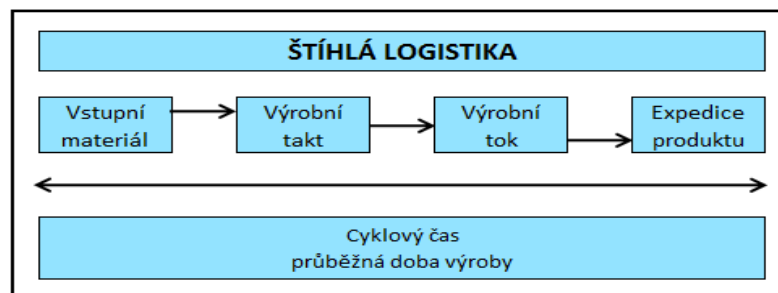 ŠTÍHLÁ LOGISTIKA
Vstupní
materiál
Výrobní
takt
Výrobní
tok
Expedice
produktu
Cyklový čas
průběžná doba výroby